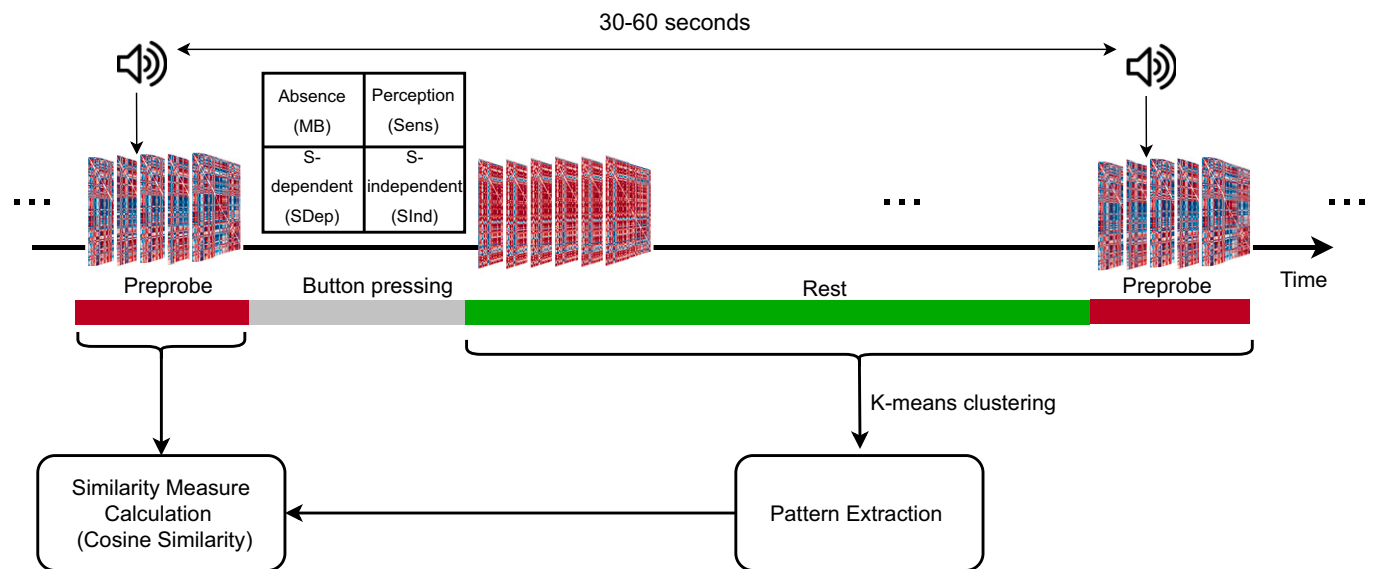 30-60 seconds
Absence
(MB)
Perception
(Sens)
S-
dependent
(SDep)
S-
independent
(SInd)
...
...
...
Preprobe
Button pressing
Rest
Preprobe
Time
K-means clustering
Similarity Measure
Calculation
(Cosine Similarity)
Pattern Extraction